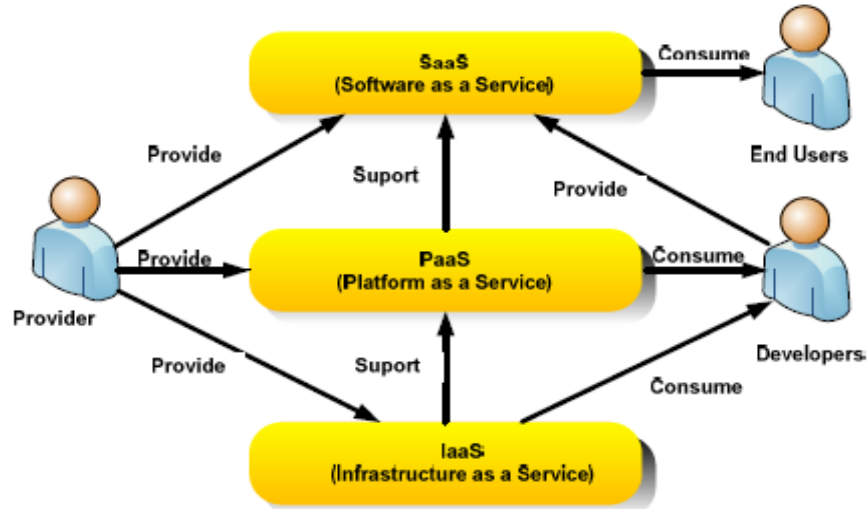 SaaS
(Software as a Service)
Consume
End Users
Provide
Suport
Provide
Provider
Provide
PaaS
(Platform as a Service)
Consume
Developers
Provide
Suport
Consume
IaaS
(Infrastructure as a Service)